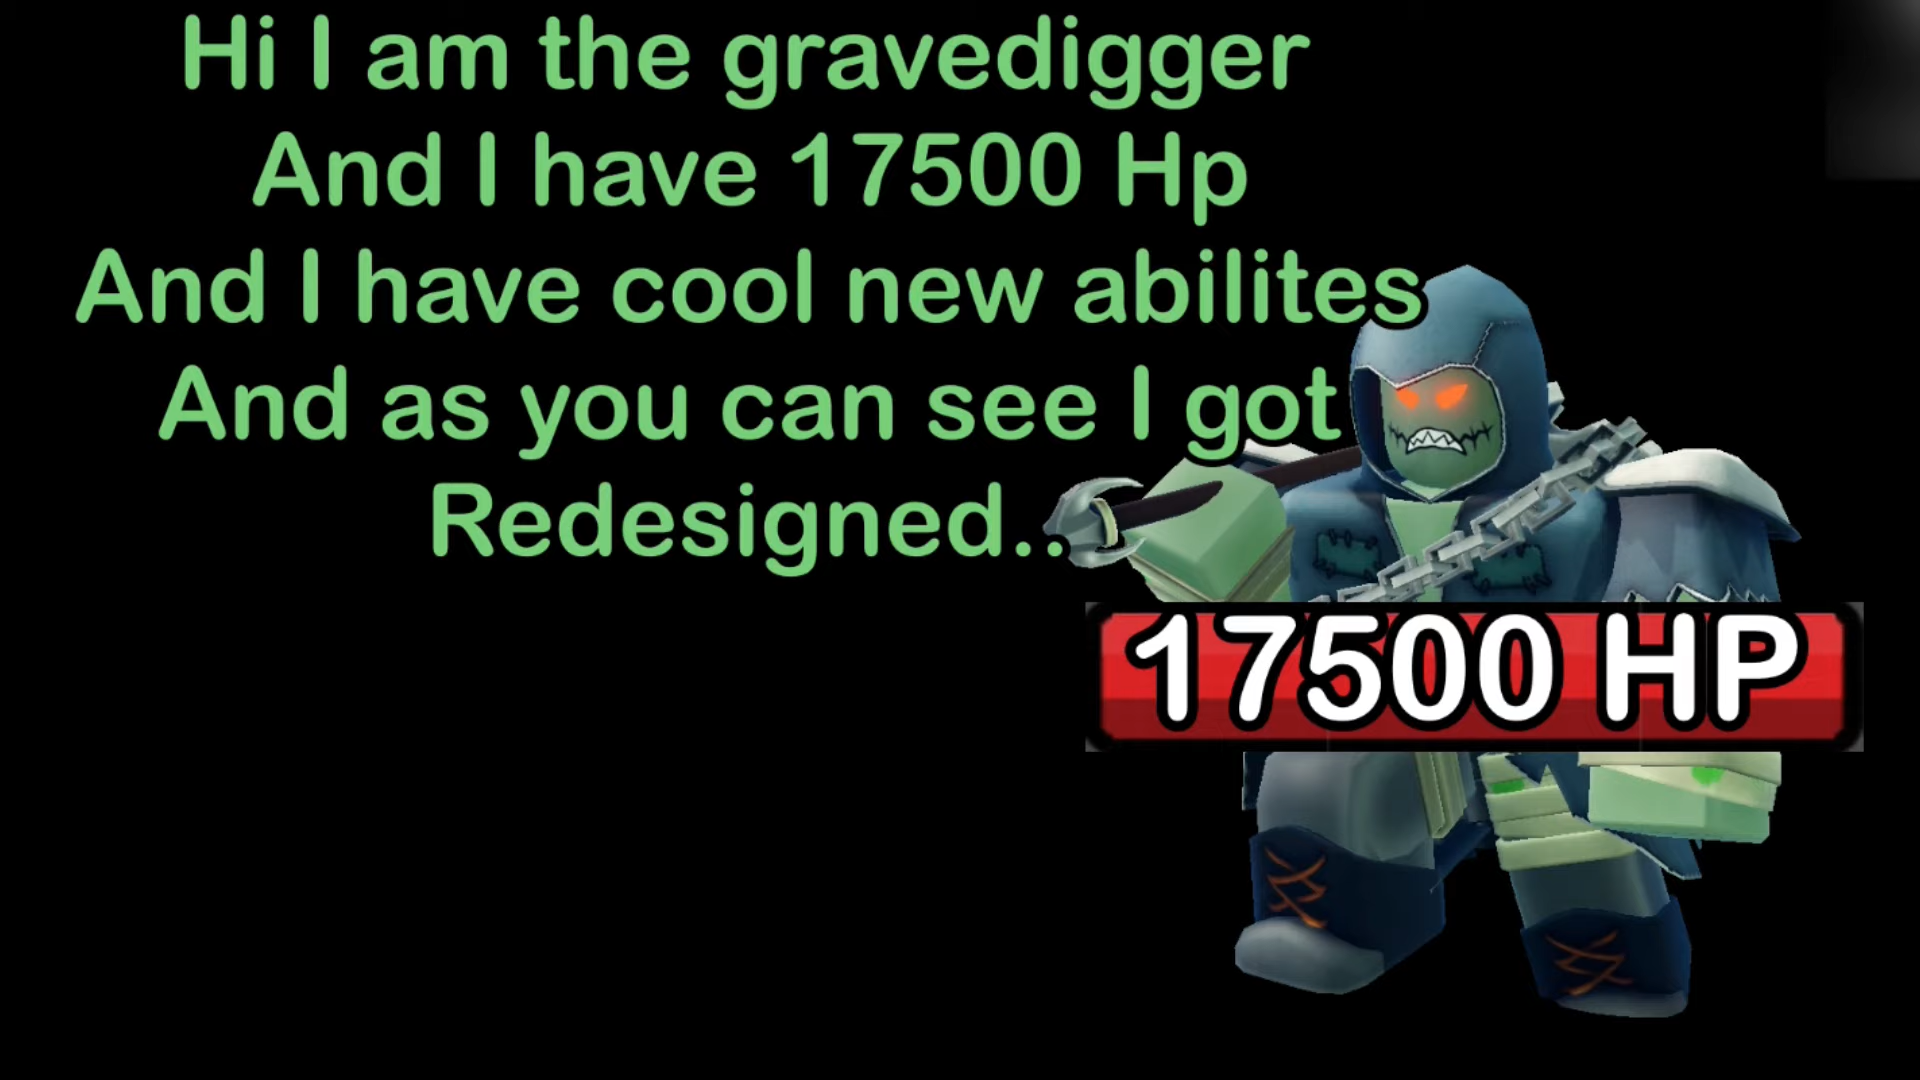 Hi I am the gravedigger
And I have 17500 Hp
And I have cool new abilites
And as you can see I got
Redesigned..
17500 HP